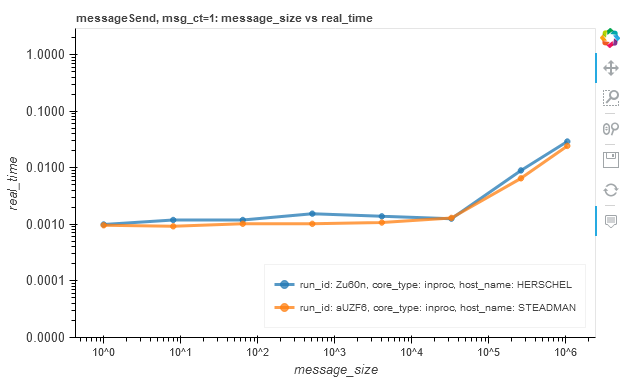 messageSend, msg_ct=1: message_size vs real_time
real_time
1.0000
0.1000
0.0100
0.0010
0.0001
0.0000
run_id: Zu60n, core_type: inproc, host_name: HERSCHEL
run_id: aUZF6, core_type: inproc, host_name: STEADMAN
10^0 10^1 10^2 10^3 10^4 10^5 10^6
message_size